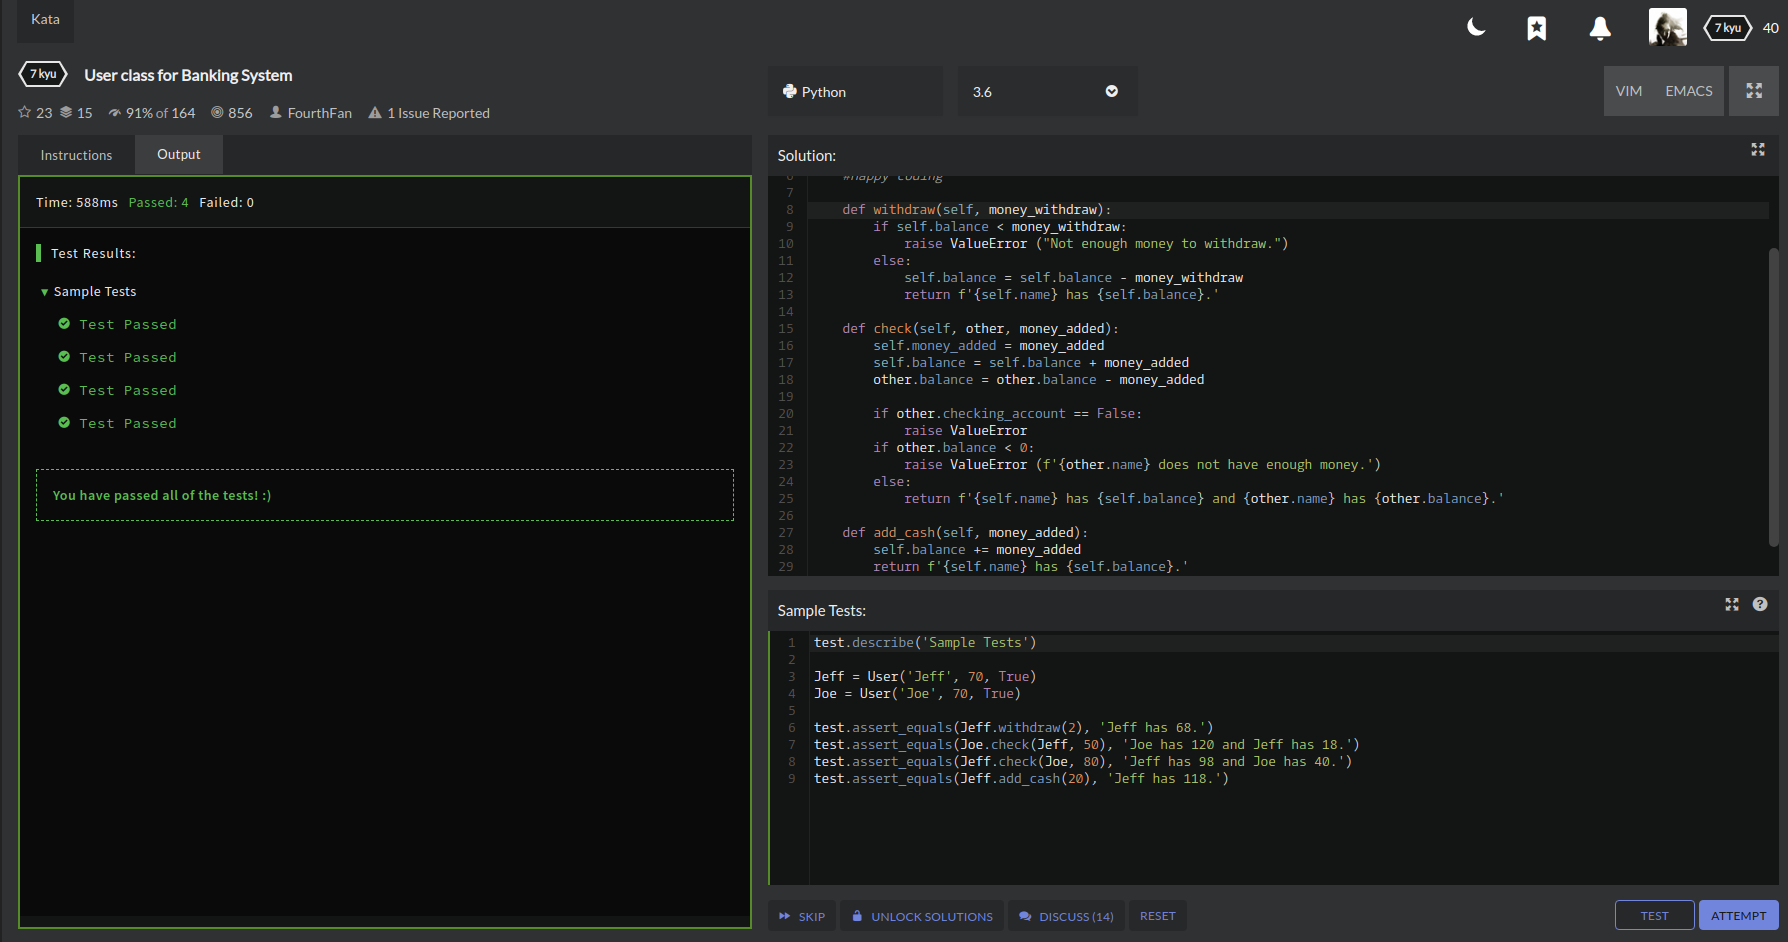 Kata
7 kyu
40
7 kyu User class for Banking System
23 15 91% of 164 856 FourthFan 1 Issue Reported
Python
3.6
VIM EMACS
Instructions Output
Time: 588ms Passed: 4 Failed: 0
Test Results:
Sample Tests
Test Passed
Test Passed
Test Passed
Test Passed
You have passed all of the tests! :)
Solution:
6 #Happy coding
7
8 def withdraw(self, money_withdraw):
9 if self.balance < money_withdraw:
10 raise ValueError ("Not enough money to withdraw.")
11 else:
12 self.balance = self.balance - money_withdraw
13 return f'{self.name} has {self.balance}.'
14
15 def check(self, other, money_added):
16 self.money_added = money_added
17 self.balance = self.balance + money_added
18 other.balance = other.balance - money_added
19
20 if other.checking_account == False:
21 raise ValueError
22 if other.balance < 0:
23 raise ValueError (f'{other.name} does not have enough money.')
24 else:
25 return f'{self.name} has {self.balance} and {other.name} has {other.balance}.'
26
27 def add_cash(self, money_added):
28 self.balance += money_added
29 return f'{self.name} has {self.balance}.'
Sample Tests:
1 test.describe('Sample Tests')
2
3 Jeff = User('Jeff', 70, True)
4 Joe = User('Joe', 70, True)
5
6 test.assert_equals(Jeff.withdraw(2), 'Jeff has 68.')
7 test.assert_equals(Joe.check(Jeff, 50), 'Joe has 120 and Jeff has 18.')
8 test.assert_equals(Jeff.check(Joe, 80), 'Jeff has 98 and Joe has 40.')
9 test.assert_equals(Jeff.add_cash(20), 'Jeff has 118.')
SKIP UNLOCK SOLUTIONS DISCUSS (14) RESET TEST ATTEMPT